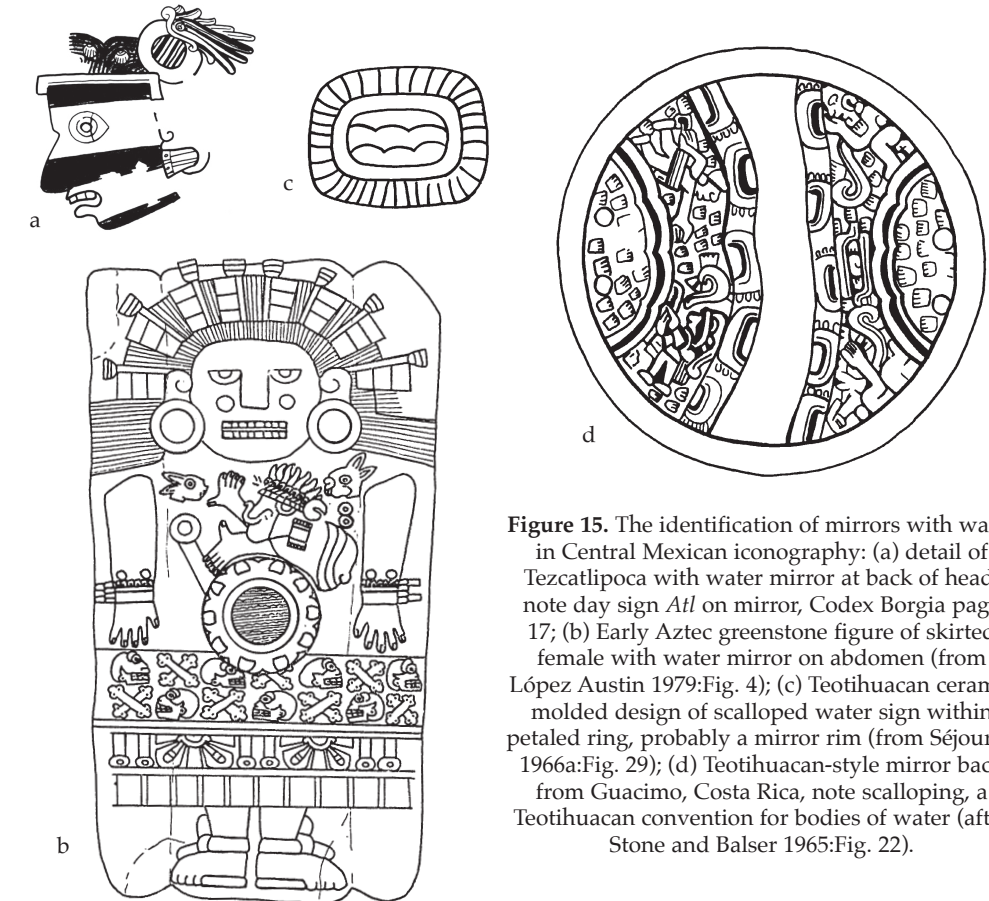 a
c
d
b
Figure 15. The identification of mirrors with wa
in Central Mexican iconography: (a) detail of
Tezcatlipoca with water mirror at back of head
note day sign Atl on mirror, Codex Borgia pag
17; (b) Early Aztec greenstone figure of skirted
female with water mirror on abdomen (from
López Austin 1979:Fig. 4); (c) Teotihuacan ceram
molded design of scalloped water sign within
petaled ring, probably a mirror rim (from Séjour
1966a:Fig. 29); (d) Teotihuacan-style mirror bac
from Guacimo, Costa Rica, note scalloping, a
Teotihuacan convention for bodies of water (aft
Stone and Balser 1965:Fig. 22).